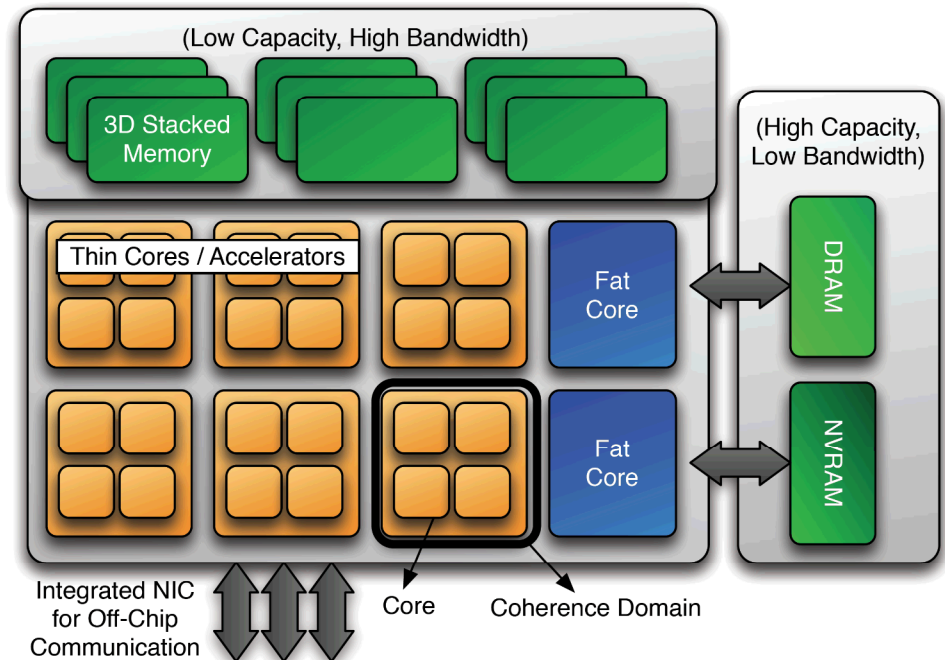 (Low Capacity, High Bandwidth)
3D Stacked
Memory
(High Capacity,
Low Bandwidth)
Thin Cores / Accelerators
Fat
Core
DRAM
Fat
Core
NVRAM
Integrated NIC
for Off-Chip
Communication
Core
Coherence Domain